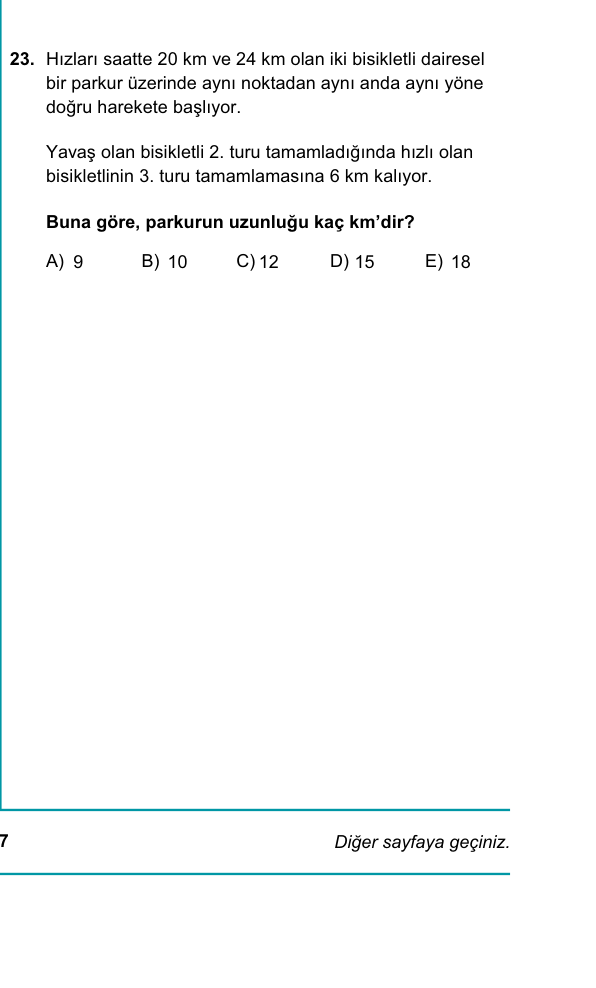 23. Hızları saatte 20 km ve 24 km olan iki bisikletli dairesel
bir parkur üzerinde aynı noktadan aynı anda aynı yöne
doğru harekete başlıyor.
Yavaş olan bisikletli 2. turu tamamladığında hızlı olan
bisikletlinin 3. turu tamamlamasına 6 km kalıyor.
Buna göre, parkurun uzunluğu kaç km’dir?
A) 9 B) 10 C) 12 D) 15 E) 18
7 Diğer sayfaya geçiniz.